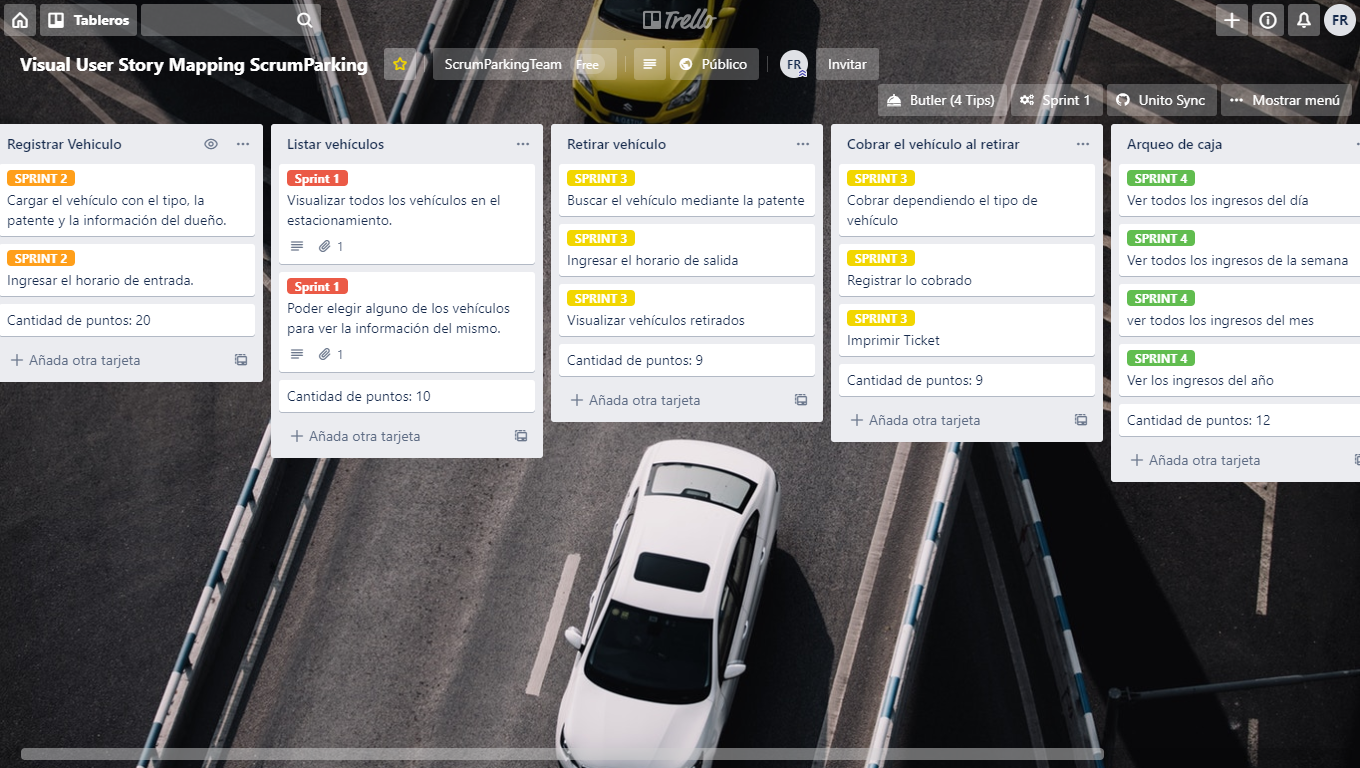 Tableros
Trello
FR
Visual User Story Mapping ScrumParking
ScrumParkingTeam Free
Público
FR
Invitar
Butler (4 Tips)
Sprint 1
Unito Sync
Mostrar menú
Registrar Vehiculo
SPRINT 2
Cargar el vehículo con el tipo, la
patente y la información del dueño.
SPRINT 2
Ingresar el horario de entrada.
Cantidad de puntos: 20
Añada otra tarjeta
Listar vehículos
Sprint 1
Visualizar todos los vehículos en el
estacionamiento.
1
Sprint 1
Poder elegir alguno de los vehículos
para ver la información del mismo.
1
Cantidad de puntos: 10
Añada otra tarjeta
Retirar vehículo
SPRINT 3
Buscar el vehículo mediante la patente
SPRINT 3
Ingresar el horario de salida
SPRINT 3
Visualizar vehículos retirados
Cantidad de puntos: 9
Añada otra tarjeta
Cobrar el vehículo al retirar
SPRINT 3
Cobrar dependiendo el tipo de
vehículo
SPRINT 3
Registrar lo cobrado
SPRINT 3
Imprimir Ticket
Cantidad de puntos: 9
Añada otra tarjeta
Arqueo de caja
SPRINT 4
Ver todos los ingresos del día
SPRINT 4
Ver todos los ingresos de la semana
SPRINT 4
ver todos los ingresos del mes
SPRINT 4
Ver los ingresos del año
Cantidad de puntos: 12
Añada otra tarjeta